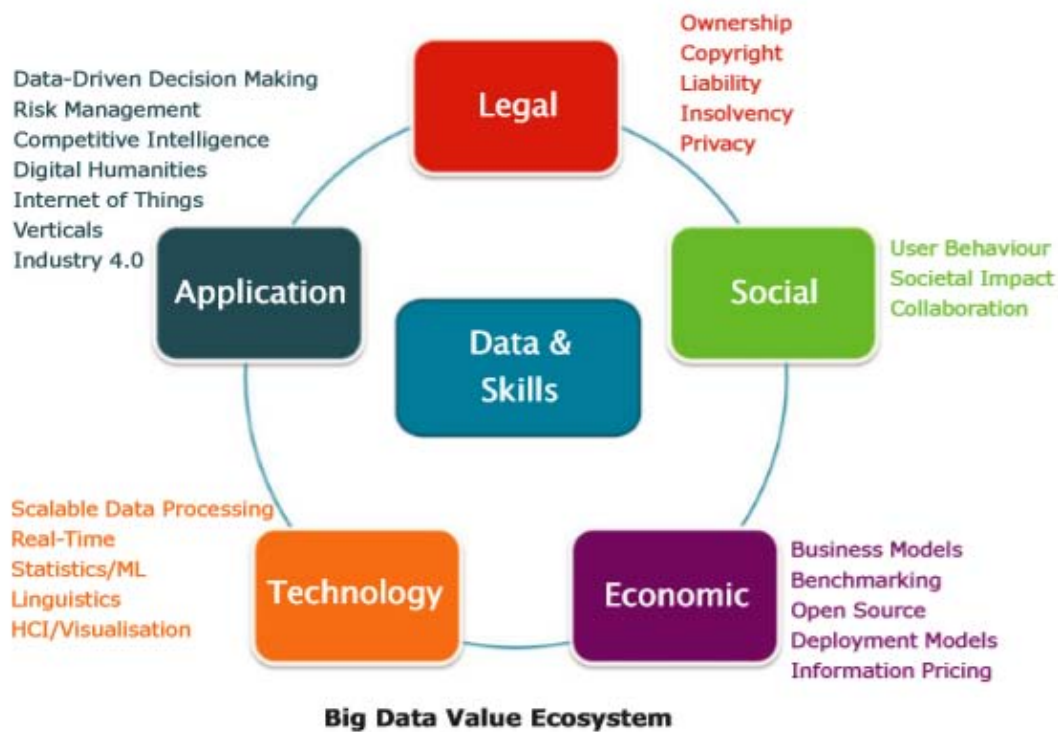 Legal
Ownership
Copyright
Liability
Insolvency
Privacy
Data-Driven Decision Making
Risk Management
Competitive Intelligence
Digital Humanities
Internet of Things
Verticals
Industry 4.0
Application
Social
User Behaviour
Societal Impact
Collaboration
Data &
Skills
Scalable Data Processing
Real-Time
Statistics/ML
Linguistics
HCI/Visualisation
Technology
Economic
Business Models
Benchmarking
Open Source
Deployment Models
Information Pricing
Big Data Value Ecosystem